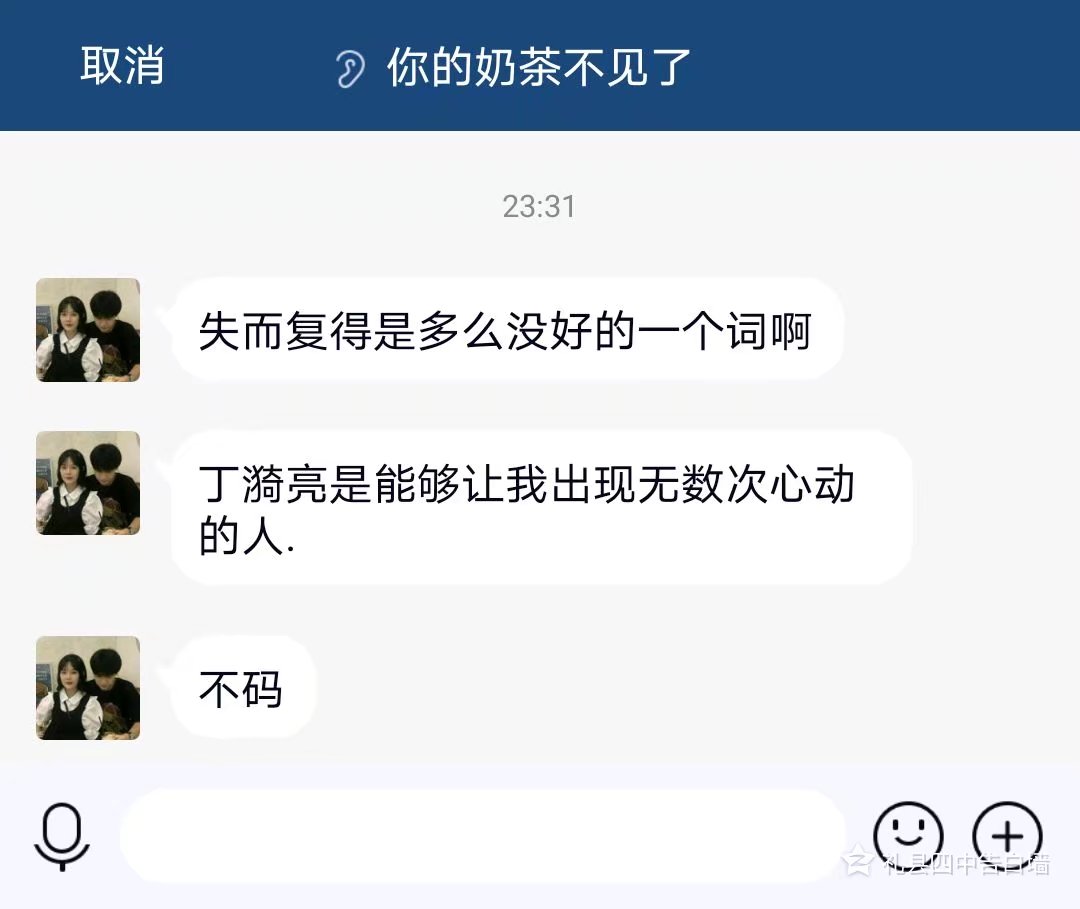 取消
你的奶茶不见了
23:31
失而复得是多么没好的一个词啊
丁漪亮是能够让我出现无数次心动
的人.
不码
礼县四中告白墙